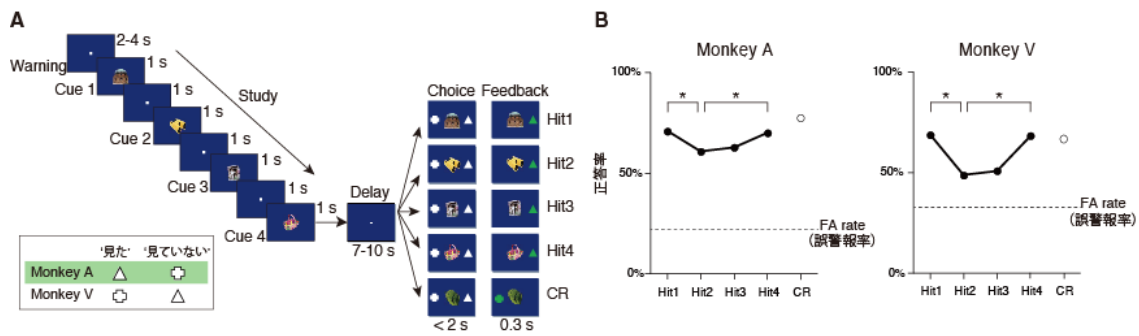 A
2-4 s
Warning
1 s
Cue 1
1 s
Study
1 s
Cue 2
1 s
1 s
Cue 3
1 s
1 s
Cue 4
Delay
7-10 s
Choice Feedback
Hit1
Hit2
Hit3
Hit4
CR
< 2 s 0.3 s
'見た' '見ていない'
Monkey A
Monkey V
B
Monkey A
100%
50%
0%
正答率
*
*
FA rate
(誤警報率)
Hit1 Hit2 Hit3 Hit4 CR
Monkey V
100%
50%
0%
*
*
FA rate
(誤警報率)
Hit1 Hit2 Hit3 Hit4 CR